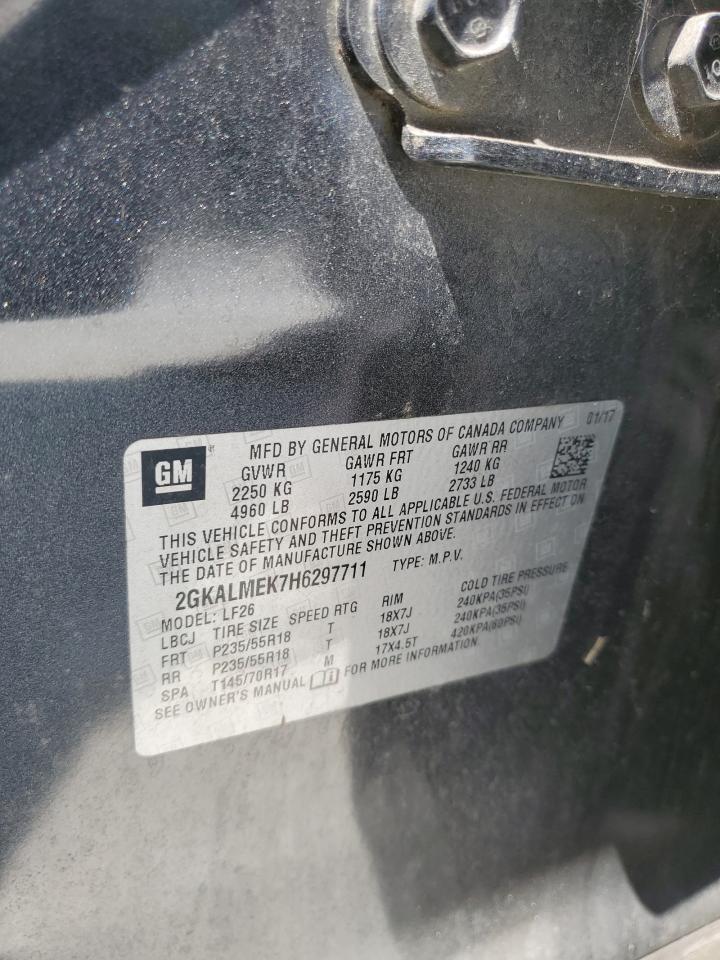 MFD BY GENERAL MOTORS OF CANADA COMPANY 01/17
GM
GVWR GAWR FRT GAWR RR
2250 KG 1175 KG 1240 KG
4960 LB 2590 LB 2733 LB
THIS VEHICLE CONFORMS TO ALL APPLICABLE U.S. FEDERAL MOTOR
VEHICLE SAFETY AND THEFT PREVENTION STANDARDS IN EFFECT ON
THE DATE OF MANUFACTURE SHOWN ABOVE.
2GKALMEK7H6297711 TYPE: M.P.V.
MODEL: LF26
LBCJ TIRE SIZE SPEED RTG RIM COLD TIRE PRESSURE
FRT P235/55R18 T 18X7J 240KPA(35PSI)
RR P235/55R18 T 18X7J 240KPA(35PSI)
SPA T145/70R17 M 17X4.5T 420KPA(60PSI)
SEE OWNER'S MANUAL FOR MORE INFORMATION.